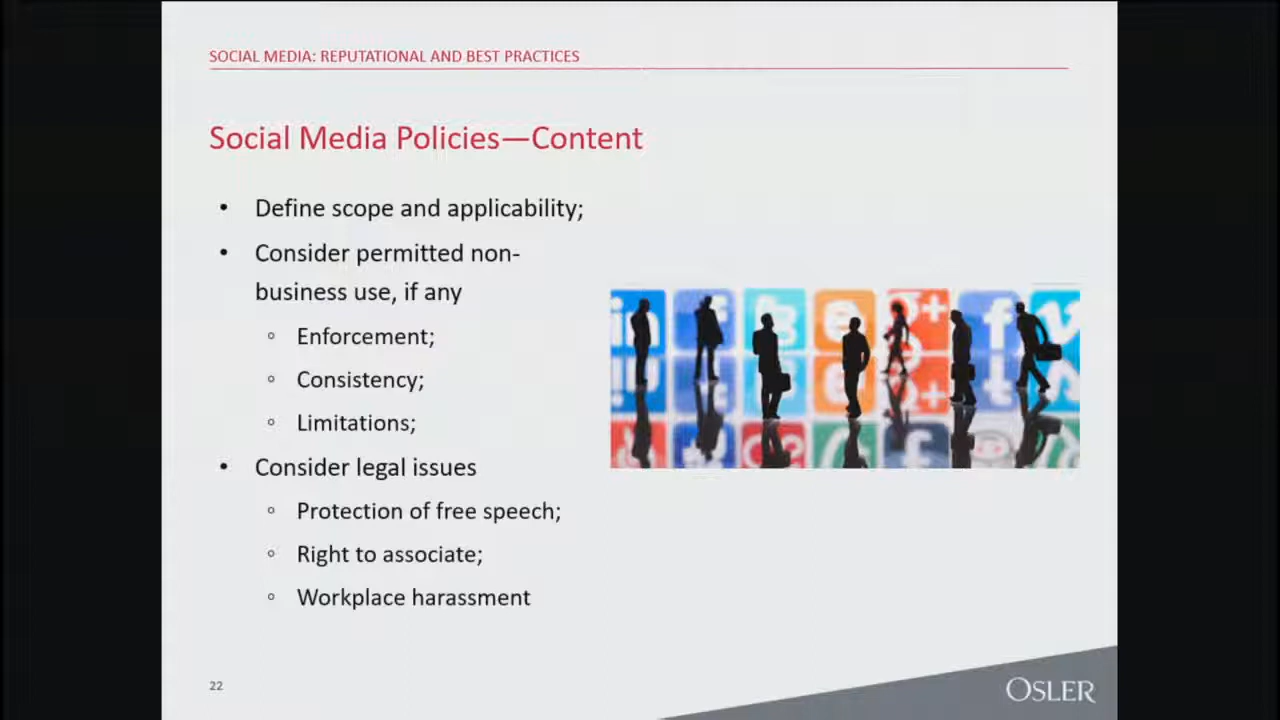 SOCIAL MEDIA: REPUTATIONAL AND BEST PRACTICES
Social Media Policies—Content
• Define scope and applicability;
• Consider permitted non-
business use, if any
◦ Enforcement;
◦ Consistency;
◦ Limitations;
• Consider legal issues
◦ Protection of free speech;
◦ Right to associate;
◦ Workplace harassment
22
OSLER